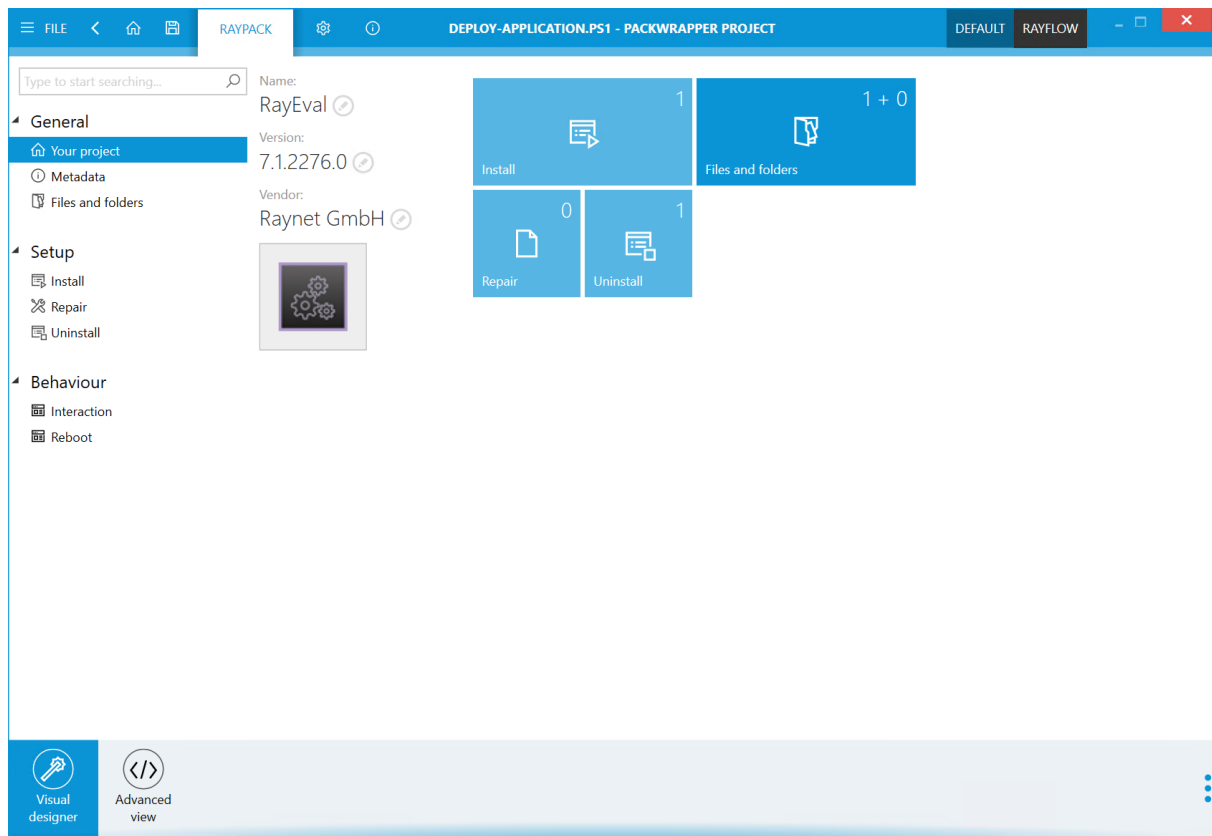 FILE
RAYPACK
DEPLOY-APPLICATION.PS1 - PACKWRAPPER PROJECT
DEFAULT
RAYFLOW
Type to start searching...
General
Your project
Metadata
Files and folders
Setup
Install
Repair
Uninstall
Behaviour
Interaction
Reboot
Name:
RayEval
Version:
7.1.2276.0
Vendor:
Raynet GmbH
1
Install
1 + 0
Files and folders
0
Repair
1
Uninstall
Visual
designer
Advanced
view